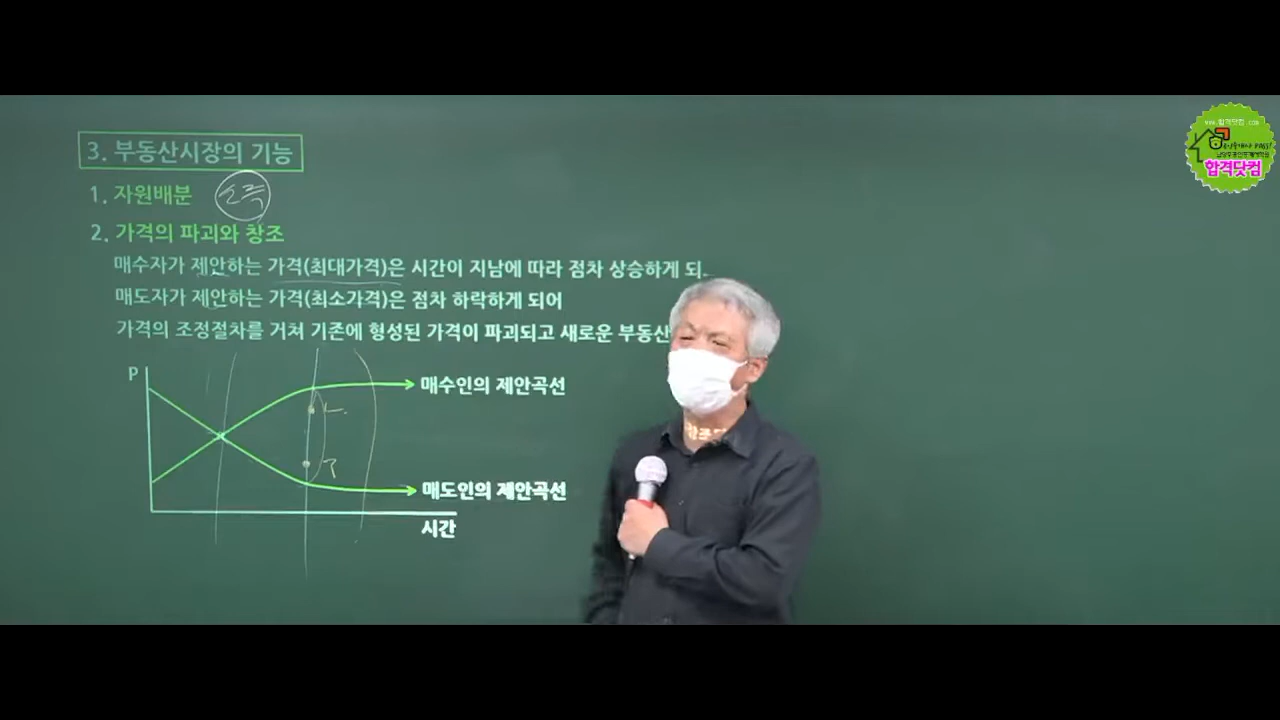 3. 부동산시장의 기능
1. 자원배분
2. 가격의 파괴와 창조
매수자가 제안하는 가격(최대가격)은 시간이 지남에 따라 점차 상승하게 되
매도자가 제안하는 가격(최소가격)은 점차 하락하게 되어
가격의 조정절차를 거쳐 기존에 형성된 가격이 파괴되고 새로운 부동산
P
매수인의 제안곡선
매도인의 제안곡선
시간
www.합격닷컴.com
합격닷컴